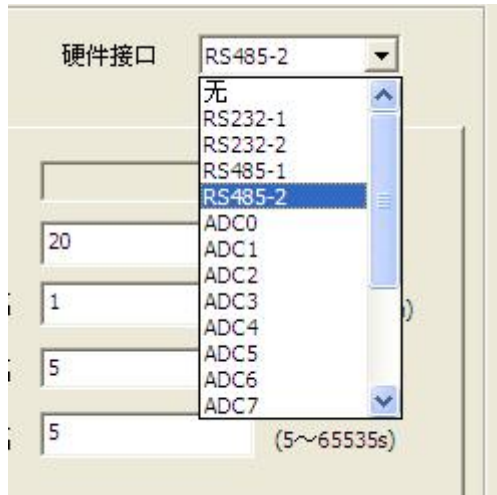 硬件接口 RS485-2
无
RS232-1
RS232-2
RS485-1
RS485-2
ADC0
20
ADC1
ADC2
1
ADC3
)
ADC4
ADC5
5
ADC6
ADC7
5
(5～65535s)